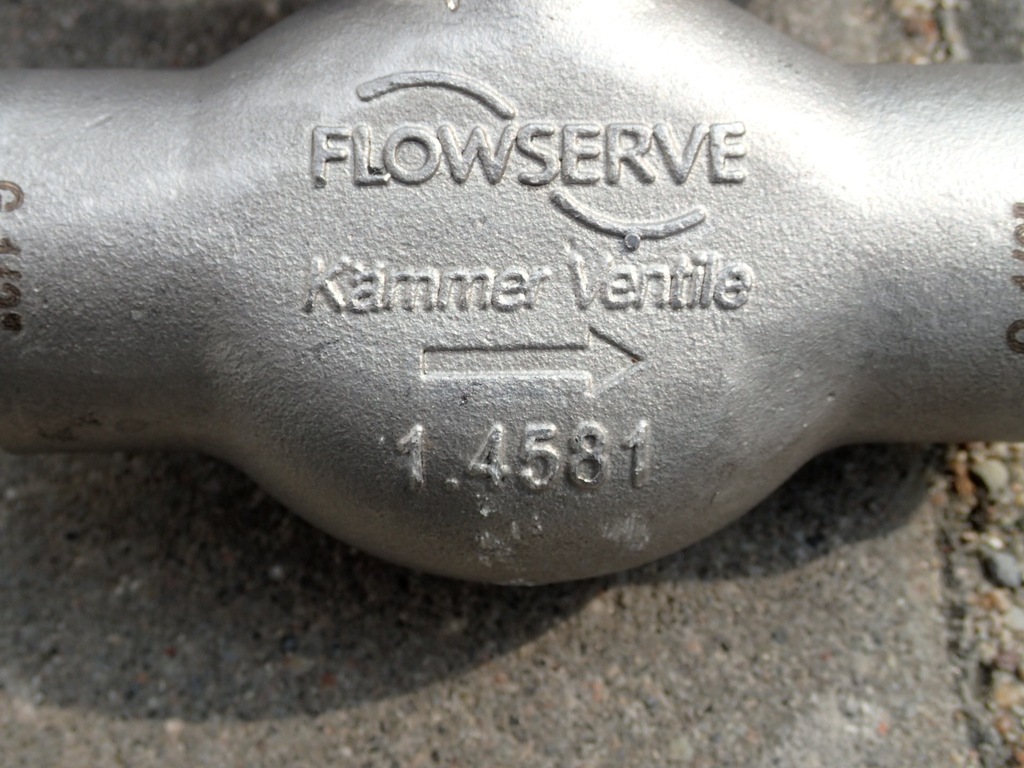 FLOWSERVE
Kämmer Ventile
1.4581